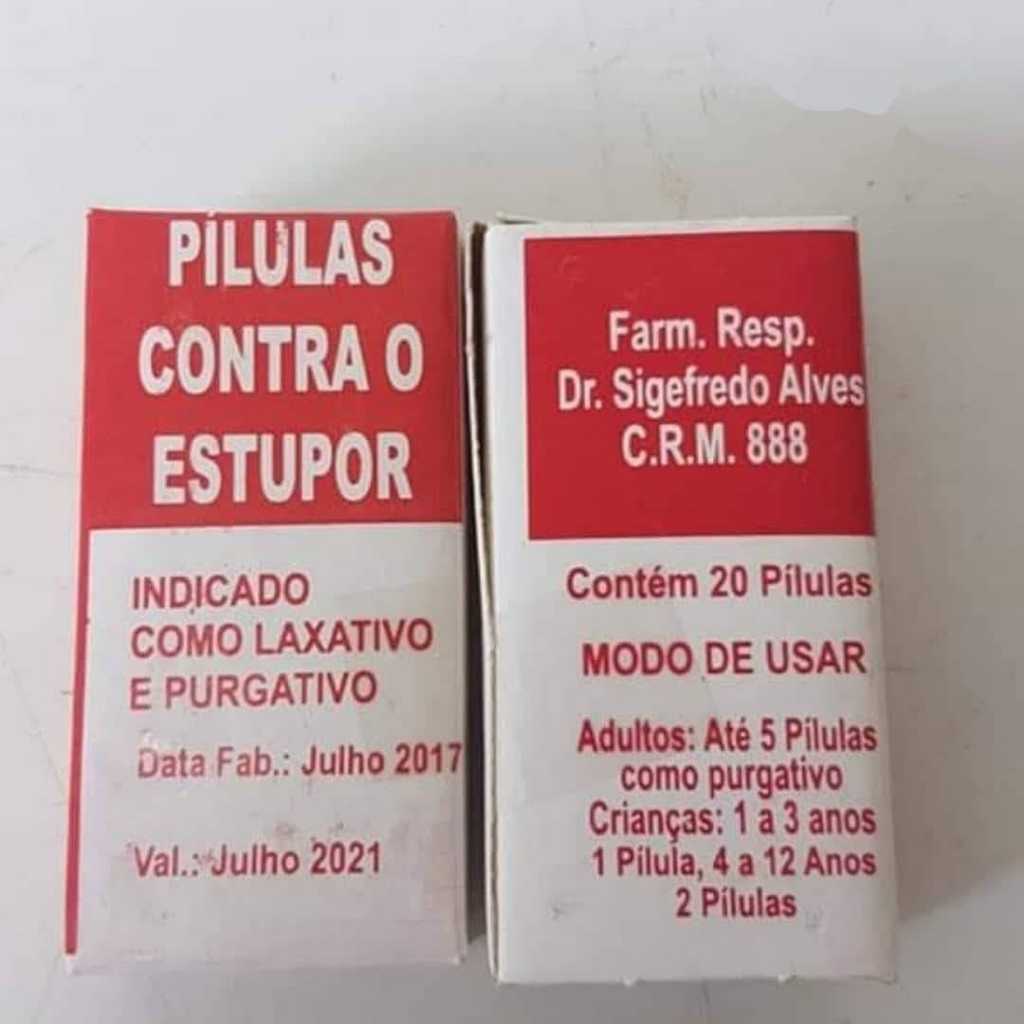 PÍLULAS
CONTRA O
ESTUPOR
INDICADO
COMO LAXATIVO
E PURGATIVO
Data Fab.: Julho 2017
Val.: Julho 2021
Farm. Resp.
Dr. Sigefredo Alves
C.R.M. 888
Contém 20 Pílulas
MODO DE USAR
Adultos: Até 5 Pílulas
como purgativo
Crianças: 1 a 3 anos
1 Pílula, 4 a 12 Anos
2 Pílulas